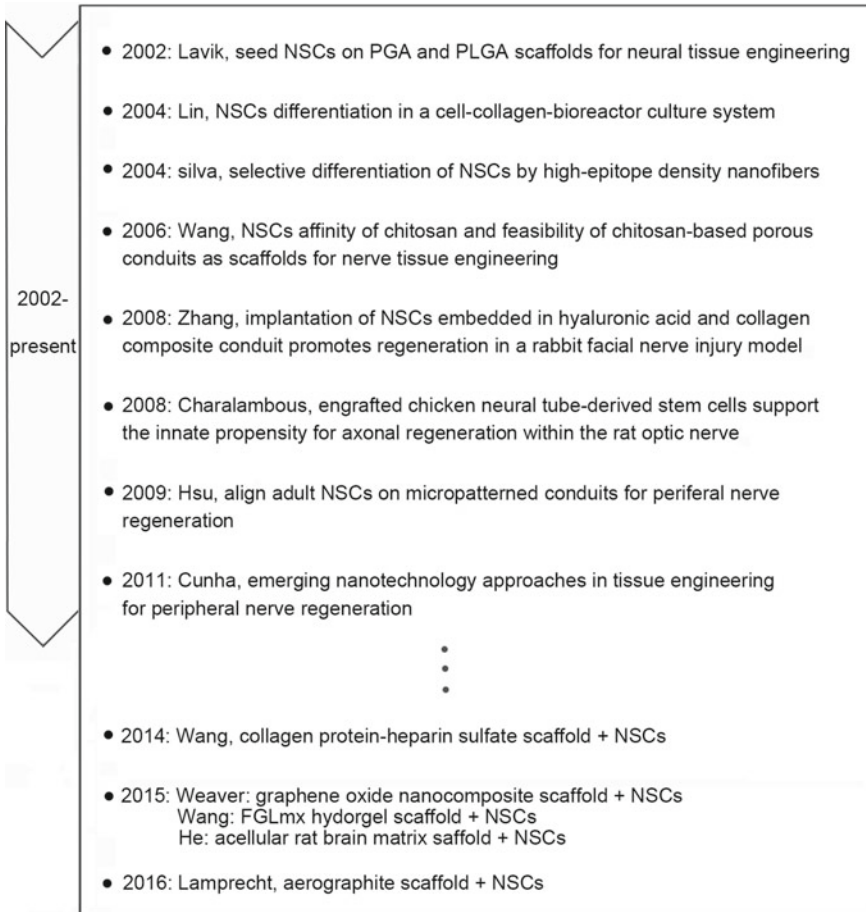 2002-
present
• 2002: Lavik, seed NSCs on PGA and PLGA scaffolds for neural tissue engineering
• 2004: Lin, NSCs differentiation in a cell-collagen-bioreactor culture system
• 2004: silva, selective differentiation of NSCs by high-epitope density nanofibers
• 2006: Wang, NSCs affinity of chitosan and feasibility of chitosan-based porous
conduits as scaffolds for nerve tissue engineering
• 2008: Zhang, implantation of NSCs embedded in hyaluronic acid and collagen
composite conduit promotes regeneration in a rabbit facial nerve injury model
• 2008: Charalambous, engrafted chicken neural tube-derived stem cells support
the innate propensity for axonal regeneration within the rat optic nerve
• 2009: Hsu, align adult NSCs on micropatterned conduits for periferal nerve
regeneration
• 2011: Cunha, emerging nanotechnology approaches in tissue engineering
for peripheral nerve regeneration
• 2014: Wang, collagen protein-heparin sulfate scaffold + NSCs
• 2015: Weaver: graphene oxide nanocomposite scaffold + NSCs
Wang: FGLmx hydorgel scaffold + NSCs
He: acellular rat brain matrix saffold + NSCs
• 2016: Lamprecht, aerographite scaffold + NSCs